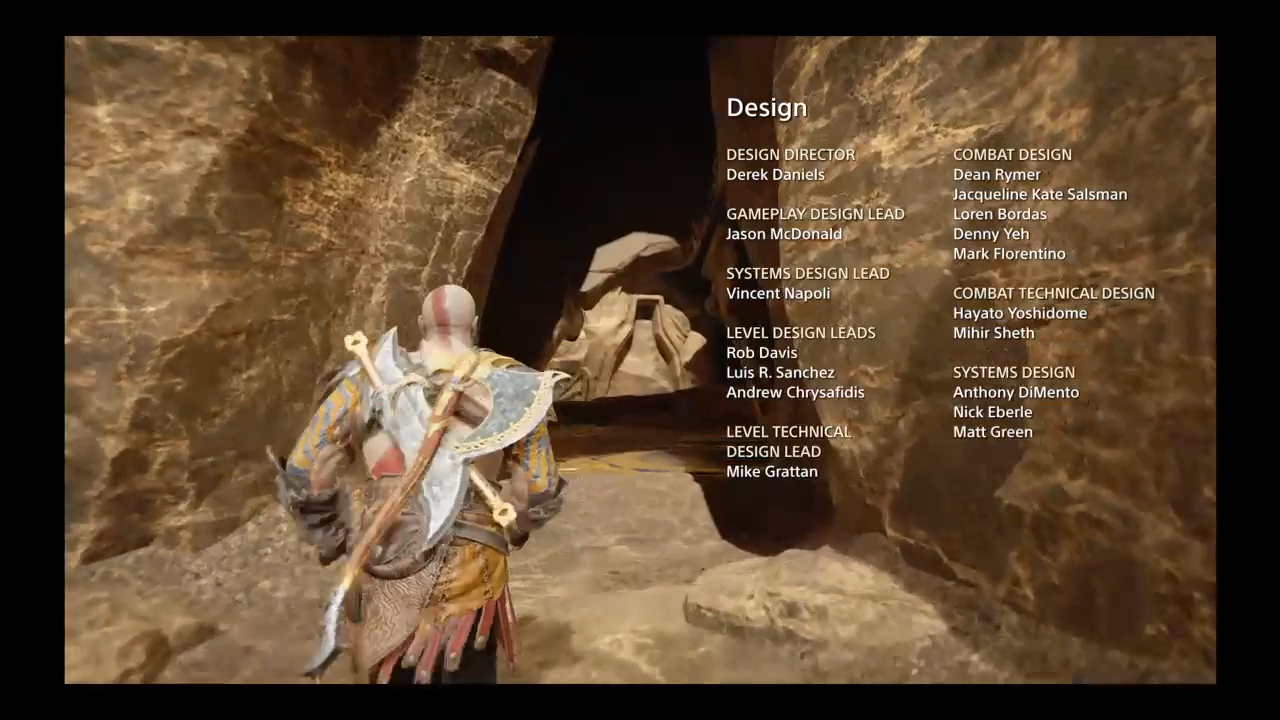 Design
DESIGN DIRECTOR
Derek Daniels
GAMEPLAY DESIGN LEAD
Jason McDonald
SYSTEMS DESIGN LEAD
Vincent Napoli
LEVEL DESIGN LEADS
Rob Davis
Luis R. Sanchez
Andrew Chrysafidis
LEVEL TECHNICAL
DESIGN LEAD
Mike Grattan
COMBAT DESIGN
Dean Rymer
Jacqueline Kate Salsman
Loren Bordas
Denny Yeh
Mark Florentino
COMBAT TECHNICAL DESIGN
Hayato Yoshidome
Mihir Sheth
SYSTEMS DESIGN
Anthony DiMento
Nick Eberle
Matt Green